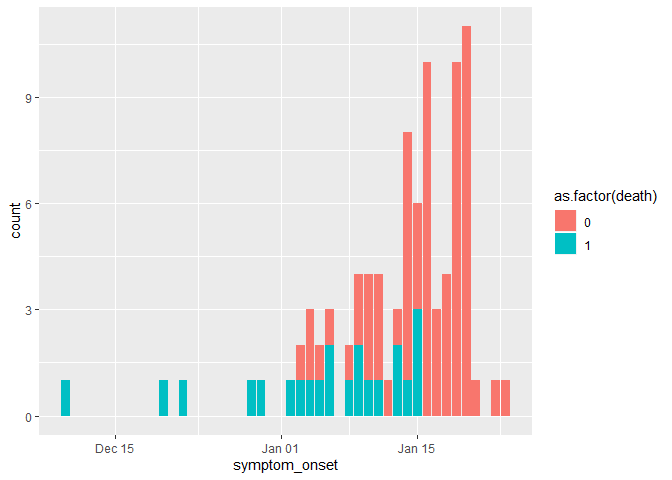 9
6
3
0
count
Dec 15
Jan 01
Jan 15
symptom_onset
as.factor(death)
0
1